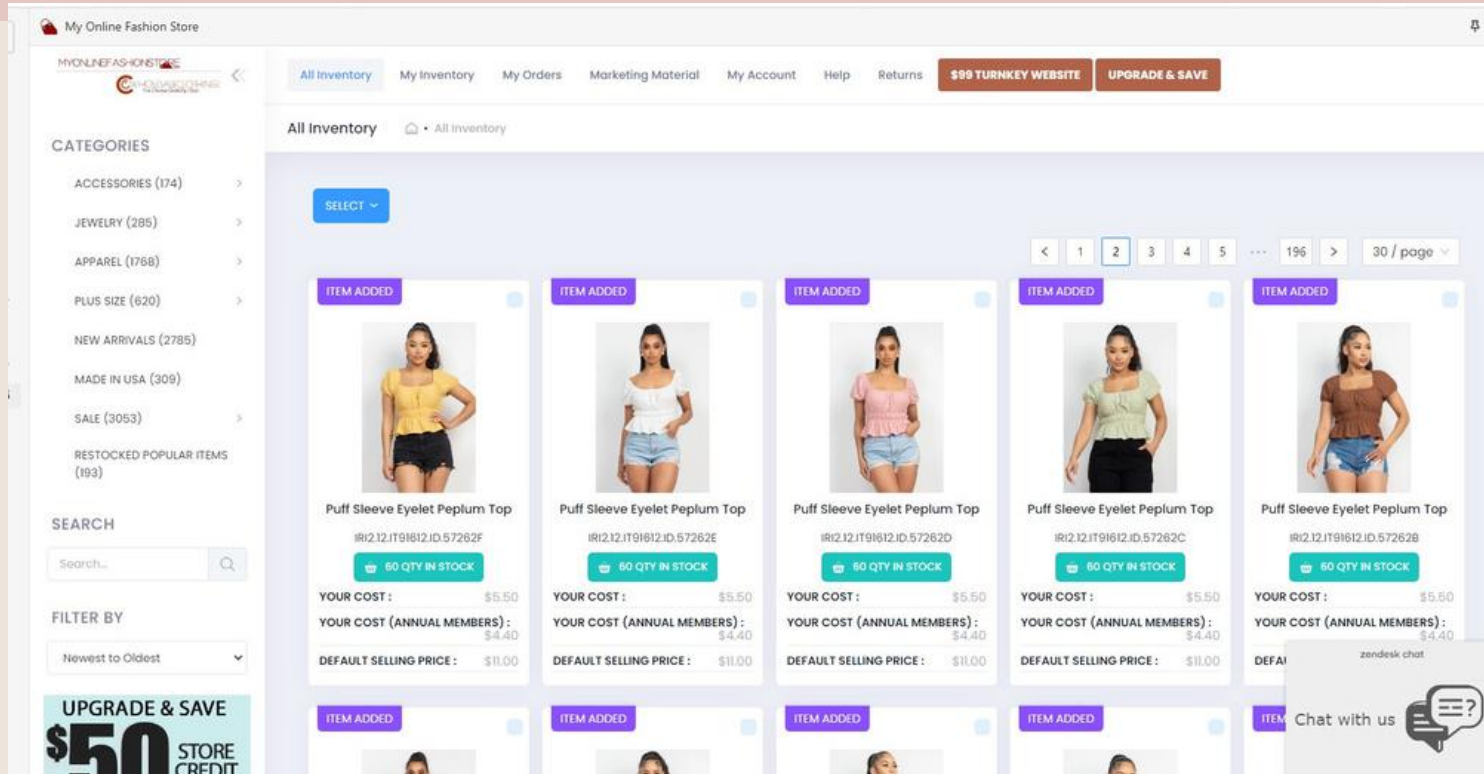 My Online Fashion Store
MYONLINEFASHIONSTORE
All Inventory My Inventory My Orders Marketing Material My Account Help Returns $99 TURNKEY WEBSITE UPGRADE & SAVE
All Inventory • All Inventory
CATEGORIES
ACCESSORIES (174)
JEWELRY (285)
APPAREL (1768)
PLUS SIZE (620)
NEW ARRIVALS (2785)
MADE IN USA (309)
SALE (3053)
RESTOCKED POPULAR ITEMS
(193)
SEARCH
Search...
FILTER BY
Newest to Oldest
UPGRADE & SAVE
$50 STORE
CREDIT
SELECT
< 1 2 3 4 5 ••• 196 > 30 / page
ITEM ADDED ITEM ADDED ITEM ADDED ITEM ADDED ITEM ADDED
Puff Sleeve Eyelet Peplum Top Puff Sleeve Eyelet Peplum Top Puff Sleeve Eyelet Peplum Top Puff Sleeve Eyelet Peplum Top Puff Sleeve Eyelet Peplum Top
IRI2.12.IT91612.ID.57262F IRI2.12.IT91612.ID.57262E IRI2.12.IT91612.ID.57262D IRI2.12.IT91612.ID.57262C IRI2.12.IT91612.ID.57262B
60 QTY IN STOCK 60 QTY IN STOCK 60 QTY IN STOCK 60 QTY IN STOCK 60 QTY IN STOCK
YOUR COST : $5.50 YOUR COST : $5.50 YOUR COST : $5.50 YOUR COST : $5.50 YOUR COST : $5.50
YOUR COST (ANNUAL MEMBERS) : YOUR COST (ANNUAL MEMBERS) : YOUR COST (ANNUAL MEMBERS) : YOUR COST (ANNUAL MEMBERS) : YOUR COST (ANNUAL MEMBERS) :
$4.40 $4.40 $4.40 $4.40 $4.40
DEFAULT SELLING PRICE : $11.00 DEFAULT SELLING PRICE : $11.00 DEFAULT SELLING PRICE : $11.00 DEFAULT SELLING PRICE : $11.00 DEFA
ITEM ADDED ITEM ADDED ITEM ADDED ITEM ADDED ITEM
zendesk chat
Chat with us